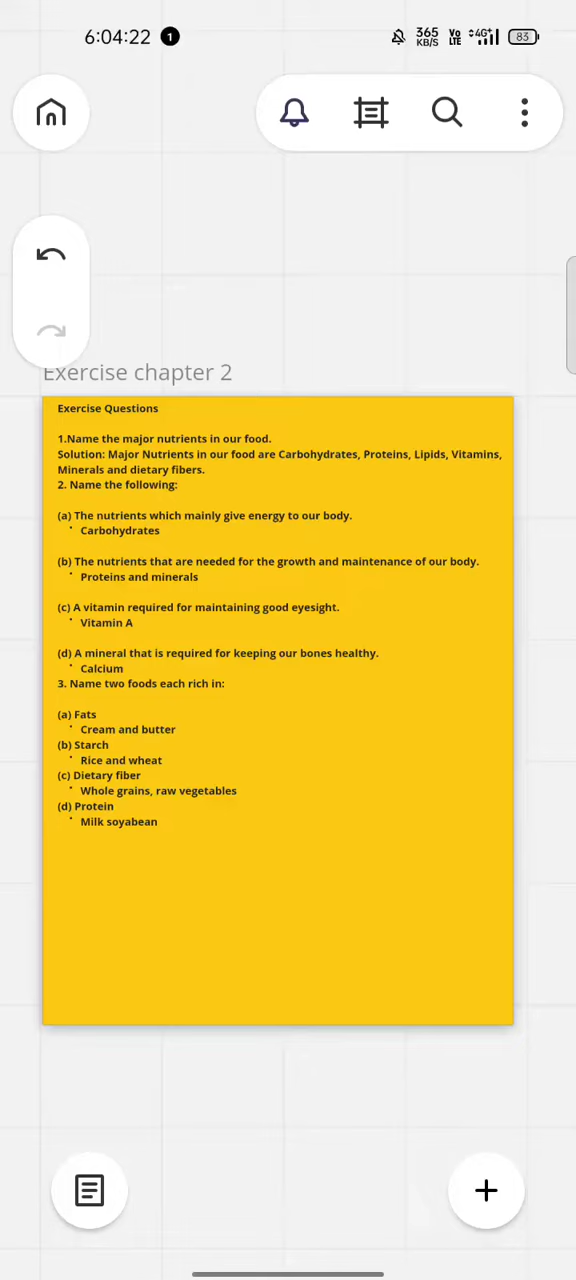 6:04:22 1 365 KB/S Vo LTE 4G+ 83
Exercise chapter 2
Exercise Questions
1.Name the major nutrients in our food.
Solution: Major Nutrients in our food are Carbohydrates, Proteins, Lipids, Vitamins,
Minerals and dietary fibers.
2. Name the following:
(a) The nutrients which mainly give energy to our body.
• Carbohydrates
(b) The nutrients that are needed for the growth and maintenance of our body.
• Proteins and minerals
(c) A vitamin required for maintaining good eyesight.
• Vitamin A
(d) A mineral that is required for keeping our bones healthy.
• Calcium
3. Name two foods each rich in:
(a) Fats
• Cream and butter
(b) Starch
• Rice and wheat
(c) Dietary fiber
• Whole grains, raw vegetables
(d) Protein
• Milk soyabean